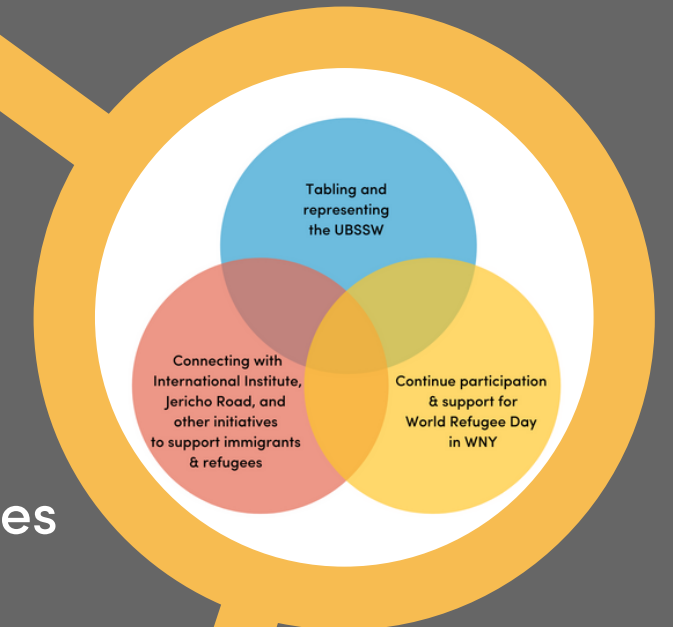 Tabling and
representing
the UBSSW
Connecting with
International Institute,
Jericho Road, and
other initiatives
to support immigrants
& refugees
Continue participation
& support for
World Refugee Day
in WNY
es